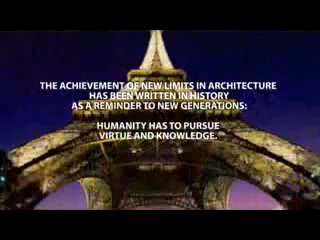 THE ACHIEVEMENT OF NEW LIMITS IN ARCHITECTURE
HAS BEEN WRITTEN IN HISTORY
AS A REMINDER TO NEW GENERATIONS:
HUMANITY HAS TO PURSUE
VIRTUE AND KNOWLEDGE.